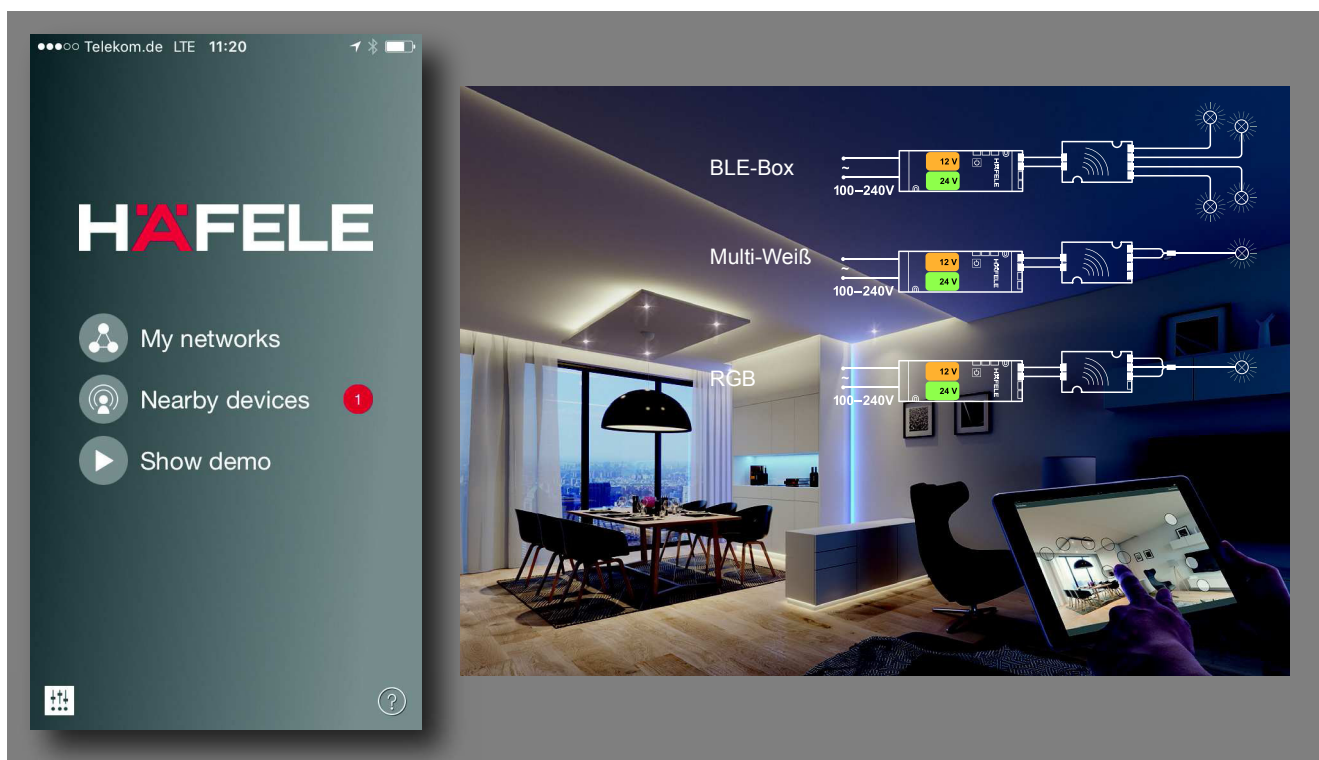 Telekom.de LTE 11:20
HÄFELE
My networks
Nearby devices 1
Show demo
?
BLE-Box
~
100–240V
12 V
24 V
HÄFELE
Multi-Weiß
~
100–240V
12 V
24 V
HÄFELE
RGB
~
100–240V
12 V
24 V
HÄFELE